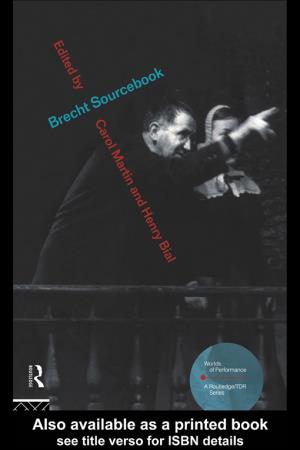 Edited by
Brecht Sourcebook
Carol Martin and Henry Bial
Worlds
of Performance
A Routledge/TDR
Series
R
ROUTLEDGE
Also available as a printed book
see title verso for ISBN details